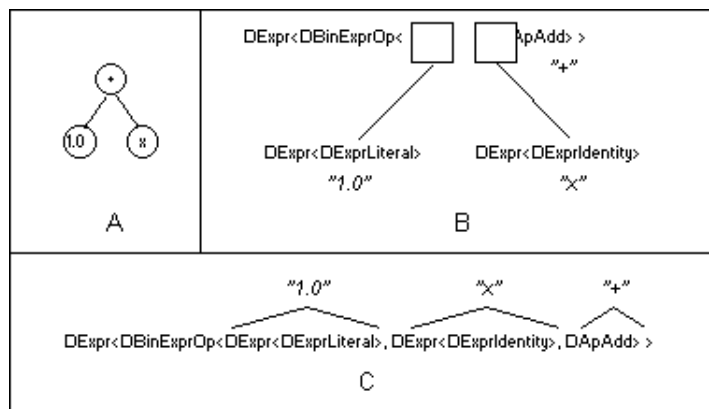 +
1.0 x
A
DExpr<DBinExprOp< ApAdd> >
"+"
DExpr<DExprLiteral> DExpr<DExprIdentity>
"1.0" "x"
B
"1.0" "x" "+"
DExpr<DBinExprOp<DExpr<DExprLiteral>, DExpr<DExprIdentity>, DApAdd> >
C